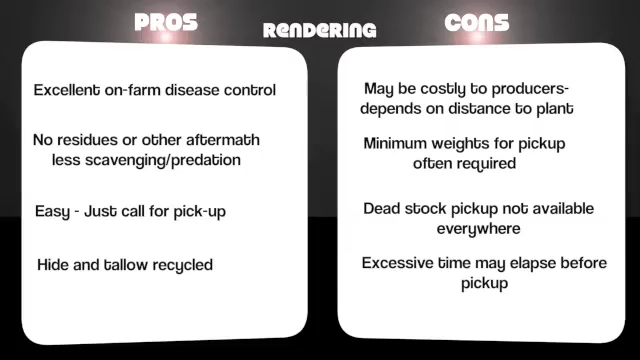 PROS
RENDERING
CONS
Excellent on-farm disease control
No residues or other aftermath
less scavenging/predation
Easy - Just call for pick-up
Hide and tallow recycled
May be costly to producers-
depends on distance to plant
Minimum weights for pickup
often required
Dead stock pickup not available
everywhere
Excessive time may elapse before
pickup